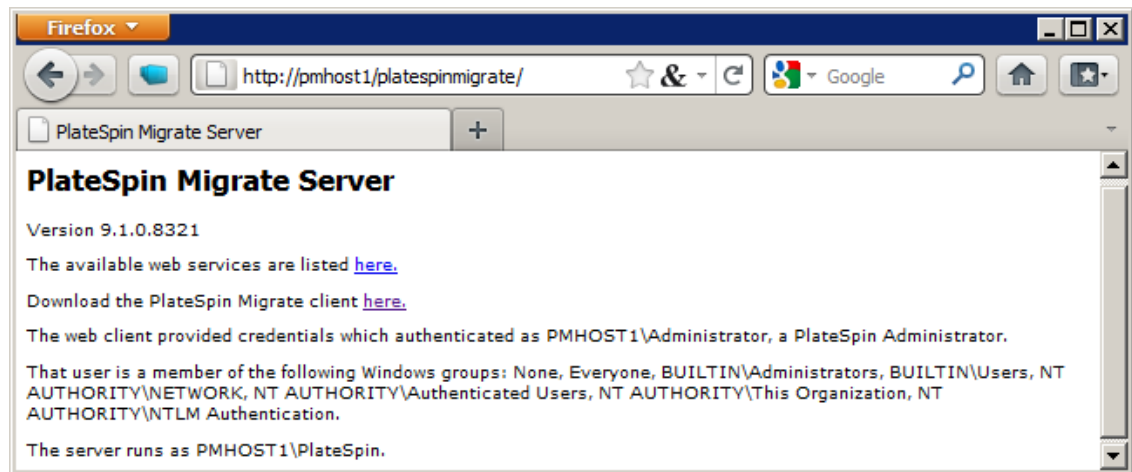 Firefox
http://pmhost1/platespinmigrate/
&
Google
PlateSpin Migrate Server
PlateSpin Migrate Server
Version 9.1.0.8321
The available web services are listed here.
Download the PlateSpin Migrate client here.
The web client provided credentials which authenticated as PMHOST1\Administrator, a PlateSpin Administrator.
That user is a member of the following Windows groups: None, Everyone, BUILTIN\Administrators, BUILTIN\Users, NT
AUTHORITY\NETWORK, NT AUTHORITY\Authenticated Users, NT AUTHORITY\This Organization, NT
AUTHORITY\NTLM Authentication.
The server runs as PMHOST1\PlateSpin.